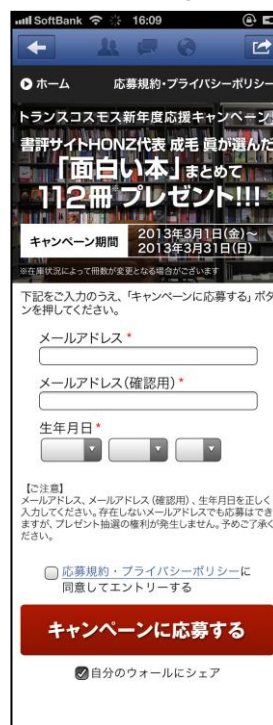 SoftBank 16:09
ホーム 応募規約・プライバシーポリシー
トランスコスモス新年度応援キャンペーン!
書評サイトHONZ代表 成毛 眞が選んだ
「面白い本」まとめて
112冊※プレゼント!!!
キャンペーン期間 2013年3月1日(金)~
2013年3月31日(日)
※在庫状況によって冊数が変更となる場合がございます
下記をご入力のうえ、「キャンペーンに応募する」ボタ
ンを押してください。
メールアドレス *
メールアドレス(確認用) *
生年月日 *
【ご注意】
メールアドレス、メールアドレス(確認用)、生年月日を正しく
入力してください。存在しないメールアドレスでも応募はでき
ますが、プレゼント抽選の権利が発生しません。予めご了承く
ださい。
応募規約・プライバシーポリシーに
同意してエントリーする
キャンペーンに応募する
自分のウォールにシェア